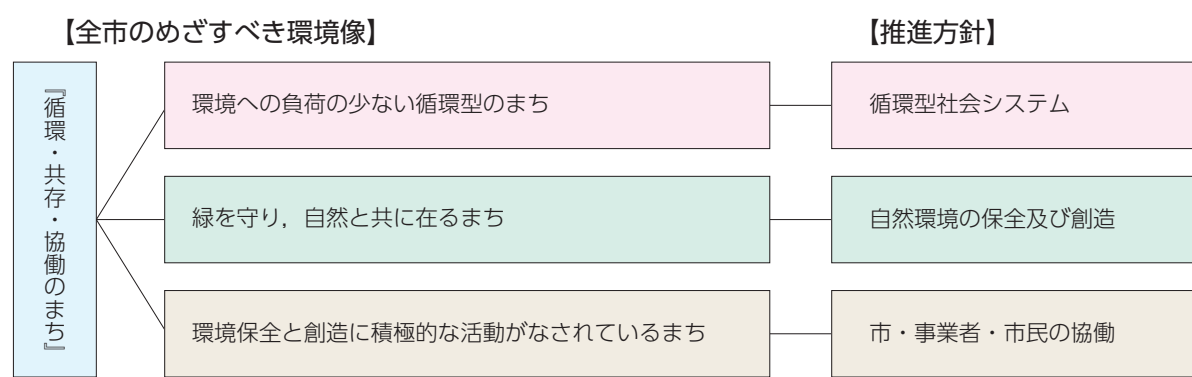 【全市のめざすべき環境像】
【推進方針】
『循環・共存・協働のまち』
環境への負荷の少ない循環型のまち
循環型社会システム
緑を守り，自然と共に在るまち
自然環境の保全及び創造
環境保全と創造に積極的な活動がなされているまち
市・事業者・市民の協働